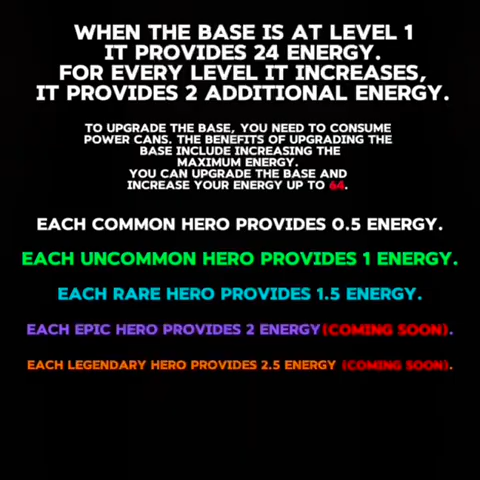 WHEN THE BASE IS AT LEVEL 1
IT PROVIDES 24 ENERGY.
FOR EVERY LEVEL IT INCREASES,
IT PROVIDES 2 ADDITIONAL ENERGY.
TO UPGRADE THE BASE, YOU NEED TO CONSUME
POWER CANS. THE BENEFITS OF UPGRADING THE
BASE INCLUDE INCREASING THE
MAXIMUM ENERGY.
YOU CAN UPGRADE THE BASE AND
INCREASE YOUR ENERGY UP TO 64.
EACH COMMON HERO PROVIDES 0.5 ENERGY.
EACH UNCOMMON HERO PROVIDES 1 ENERGY.
EACH RARE HERO PROVIDES 1.5 ENERGY.
EACH EPIC HERO PROVIDES 2 ENERGY (COMING SOON).
EACH LEGENDARY HERO PROVIDES 2.5 ENERGY (COMING SOON).